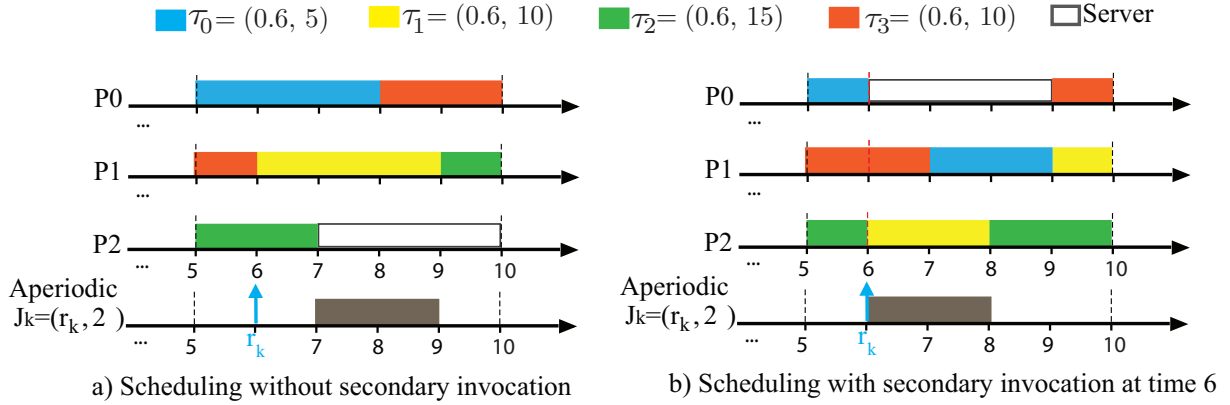 τ0= (0.6, 5) τ1= (0.6, 10) τ2= (0.6, 15) τ3= (0.6, 10) Server
P0
...
P1
...
P2
... 5 6 7 8 9 10
Aperiodic
Jk=(rk, 2 )
... 5 rk 7 8 9 10
a) Scheduling without secondary invocation
P0
...
P1
...
P2
... 5 6 7 8 9 10
Aperiodic
Jk=(rk, 2 )
... 5 rk 7 8 9 10
b) Scheduling with secondary invocation at time 6